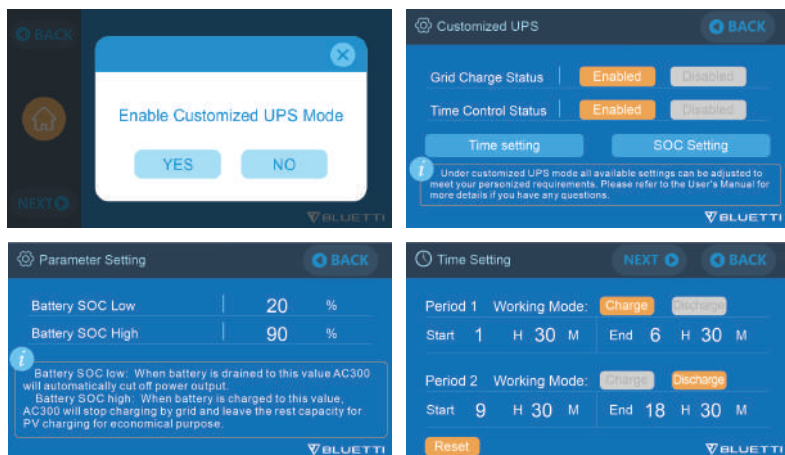 BACK
Enable Customized UPS Mode
YES NO
NEXT
BLUETTI
Customized UPS BACK
Grid Charge Status Enabled Disabled
Time Control Status Enabled Disabled
Time setting SOC Setting
Under customized UPS mode all available settings can be adjusted to
meet your personized requirements. Please refer to the User's Manual for
more details if you have any questions.
BLUETTI
Parameter Setting BACK
Battery SOC Low 20 %
Battery SOC High 90 %
Battery SOC low: When battery is drained to this value AC300
will automatically cut off power output.
Battery SOC high: When battery is charged to this value,
AC300 will stop charging by grid and leave the rest capacity for
PV charging for economical purpose.
BLUETTI
Time Setting NEXT BACK
Period 1 Working Mode: Charge Discharge
Start 1 H 30 M End 6 H 30 M
Period 2 Working Mode: Charge Discharge
Start 9 H 30 M End 18 H 30 M
Reset
BLUETTI